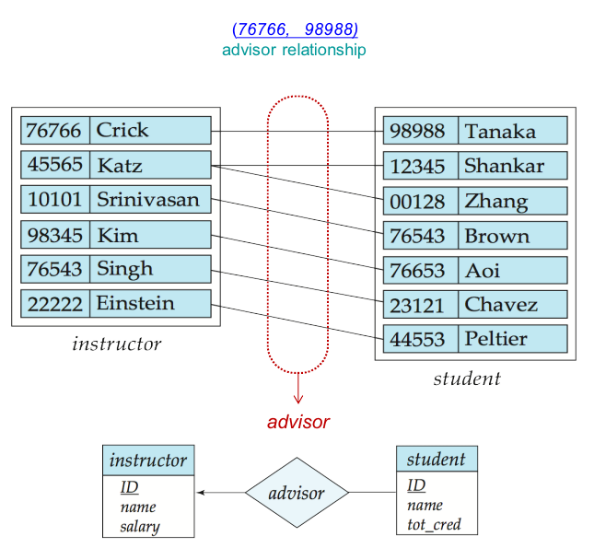 (76766, 98988)
advisor relationship
76766 Crick
45565 Katz
10101 Srinivasan
98345 Kim
76543 Singh
22222 Einstein
instructor
98988 Tanaka
12345 Shankar
00128 Zhang
76543 Brown
76653 Aoi
23121 Chavez
44553 Peltier
student
advisor
instructor
ID
name
salary
advisor
student
ID
name
tot_cred